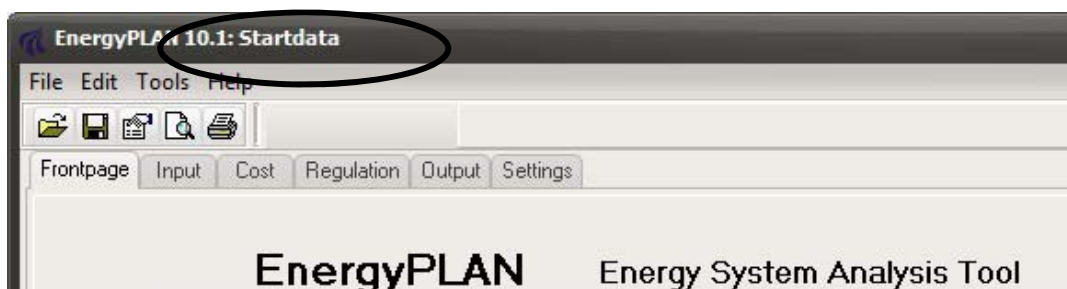 EnergyPLAN 10.1: Startdata
File Edit Tools Help
Frontpage Input Cost Regulation Output Settings
EnergyPLAN Energy System Analysis Tool